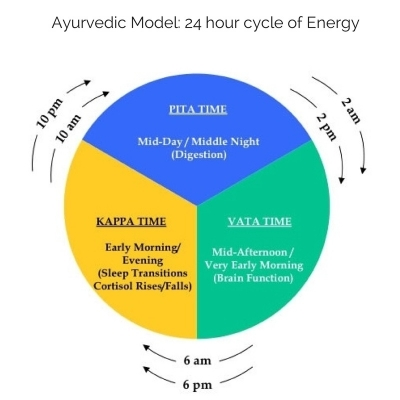 Ayurvedic Model: 24 hour cycle of Energy
10 pm
10 am
2 am
2 pm
PITA TIME
Mid-Day / Middle Night
(Digestion)
KAPPA TIME
Early Morning/
Evening
(Sleep Transitions
Cortisol Rises/Falls)
VATA TIME
Mid-Afternoon /
Very Early Morning
(Brain Function)
6 am
6 pm